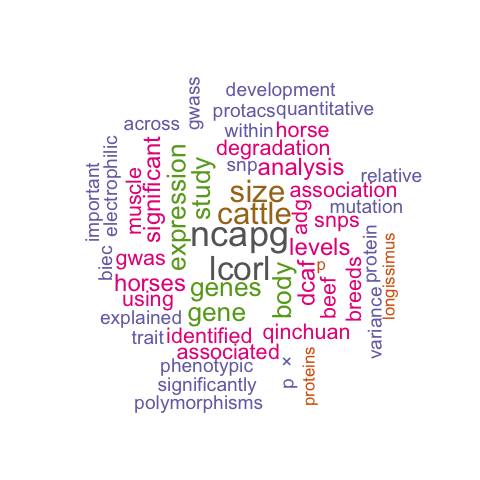 development
gwass
protacs
quantitative
across
within
horse
degradation
electrophilic
important
muscle
significant
expression
study
snp
analysis
relative
size
association
mutation
cattle
adg
snps
ncapg
levels
biec
gwas
lcorl
p
protein
longissimus
horses
genes
body
dcaf
beef
breeds
using
gene
variance
explained
trait
identified
qinchuan
associated
phenotypic
×
p
proteins
significantly
polymorphisms